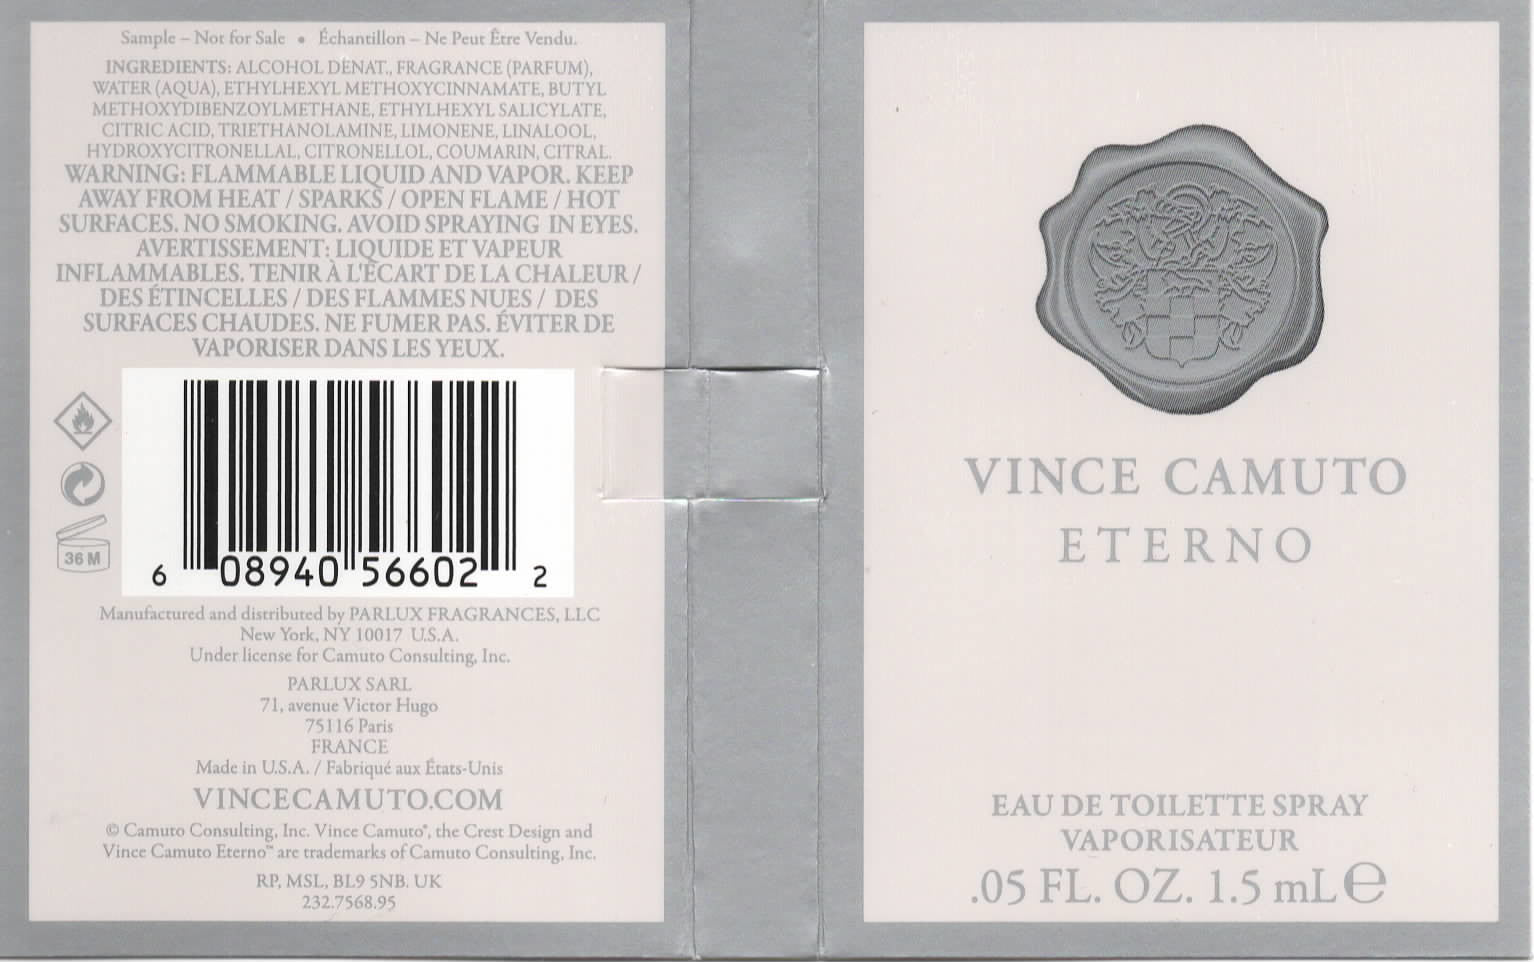 Sample – Not for Sale • Échantillon – Ne Peut Être Vendu.
INGREDIENTS: ALCOHOL DENAT., FRAGRANCE (PARFUM),
WATER (AQUA), ETHYLHEXYL METHOXYCINNAMATE, BUTYL
METHOXYDIBENZOYLMETHANE, ETHYLHEXYL SALICYLATE,
CITRIC ACID, TRIETHANOLAMINE, LIMONENE, LINALOOL,
HYDROXYCITRONELLAL, CITRONELLOL, COUMARIN, CITRAL.
WARNING: FLAMMABLE LIQUID AND VAPOR. KEEP
AWAY FROM HEAT / SPARKS / OPEN FLAME / HOT
SURFACES. NO SMOKING. AVOID SPRAYING IN EYES.
AVERTISSEMENT: LIQUIDE ET VAPEUR
INFLAMMABLES. TENIR À L'ÉCART DE LA CHALEUR /
DES ÉTINCELLES / DES FLAMMES NUES / DES
SURFACES CHAUDES. NE FUMER PAS. ÉVITER DE
VAPORISER DANS LES YEUX.
36 M
6 08940 56602 2
Manufactured and distributed by PARLUX FRAGRANCES, LLC
New York, NY 10017 U.S.A.
Under license for Camuto Consulting, Inc.
PARLUX SARL
71, avenue Victor Hugo
75116 Paris
FRANCE
Made in U.S.A. / Fabriqué aux États-Unis
VINCECAMUTO.COM
© Camuto Consulting, Inc. Vince Camuto®, the Crest Design and
Vince Camuto Eterno™ are trademarks of Camuto Consulting, Inc.
RP, MSL, BL9 5NB. UK
232.7568.95
VINCE CAMUTO
ETERNO
EAU DE TOILETTE SPRAY
VAPORISATEUR
.05 FL. OZ. 1.5 mL ℮